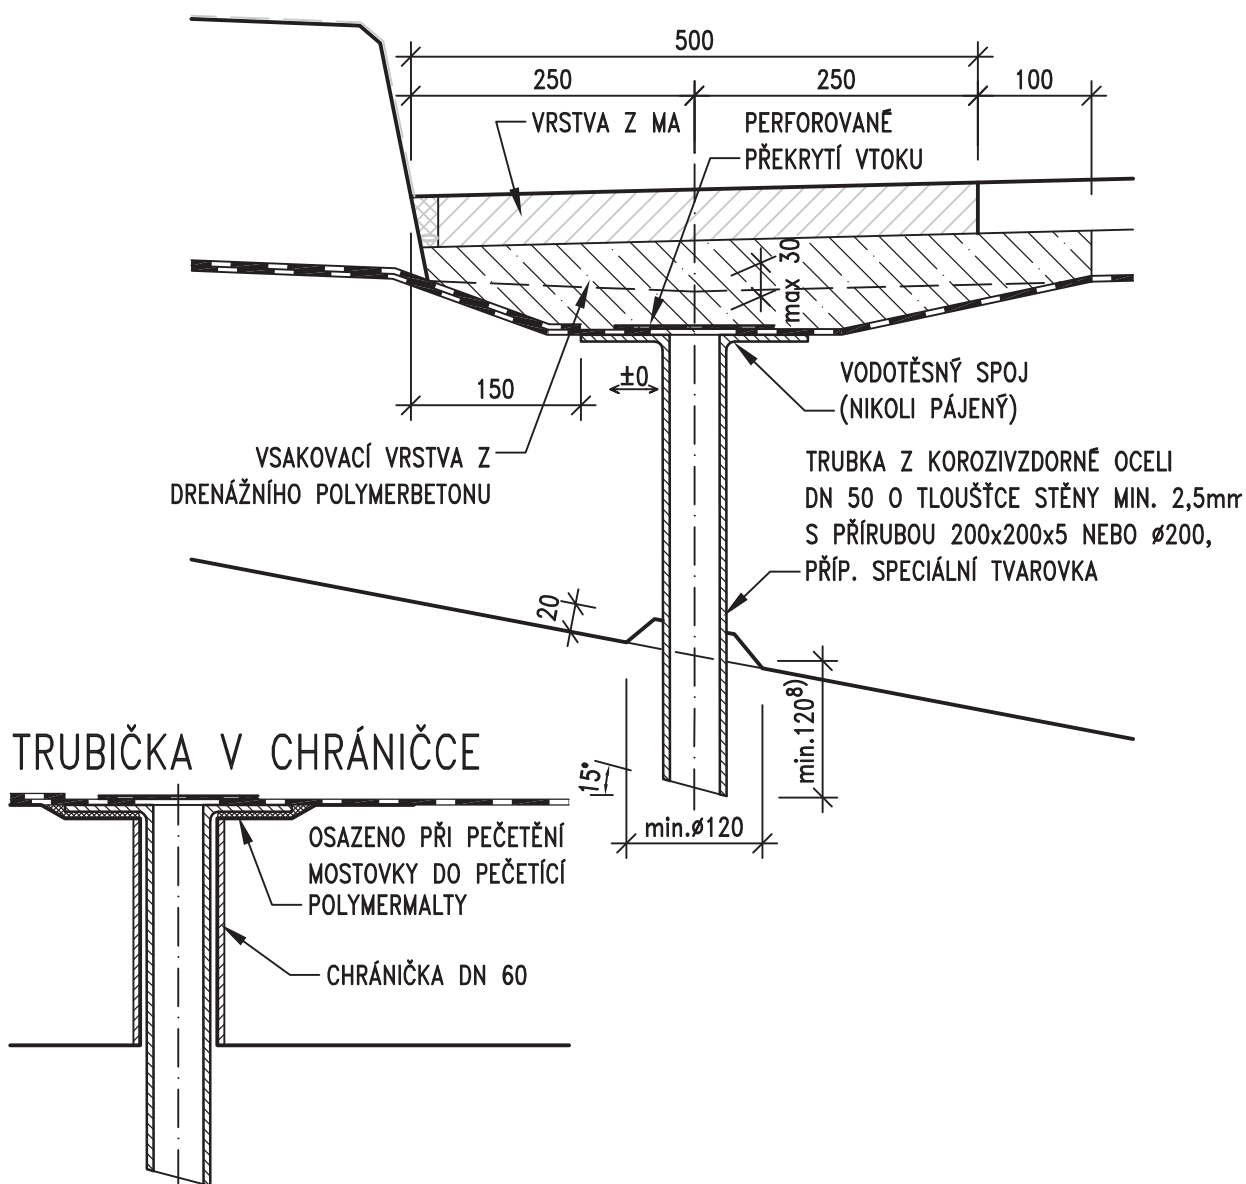 500
250
250
100
VRSTVA Z MA
PERFOROVANÉ
PŘEKRYTÍ VTOKU
max 30
±0
150
VODOTĚSNÝ SPOJ
(NIKOLI PÁJENÝ)
VSAKOVACÍ VRSTVA Z
DRENÁŽNÍHO POLYMERBETONU
TRUBKA Z KOROZIVZDORNÉ OCELI
DN 50 O TLOUŠŤCE STĚNY MIN. 2,5mm
S PŘÍRUBOU 200x200x5 NEBO ø200,
PŘÍP. SPECIÁLNÍ TVAROVKA
20
min.120⁸⁾
15°
min.ø120
TRUBIČKA V CHRÁNIČCE
OSAZENO PŘI PEČETĚNÍ
MOSTOVKY DO PEČETÍCÍ
POLYMERMALTY
CHRÁNIČKA DN 60